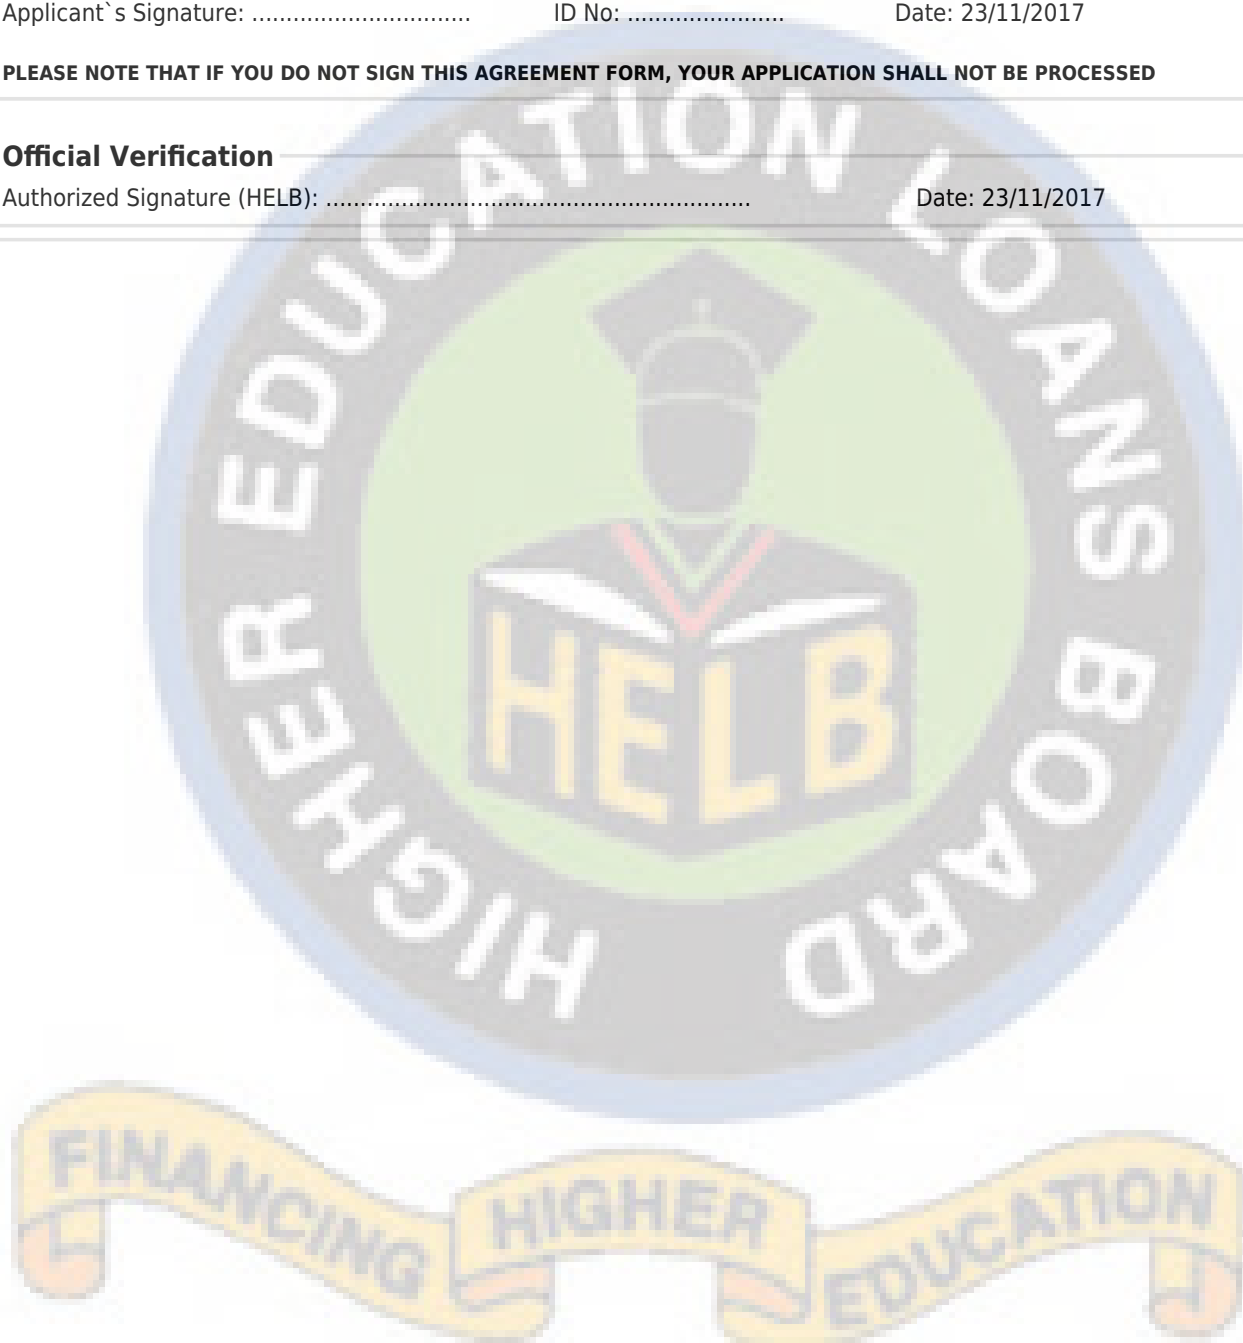 Applicant`s Signature: ................................ ID No: ....................... Date: 23/11/2017
PLEASE NOTE THAT IF YOU DO NOT SIGN THIS AGREEMENT FORM, YOUR APPLICATION SHALL NOT BE PROCESSED
Official Verification
Authorized Signature (HELB): .............................................................. Date: 23/11/2017
HIGHER EDUCATION LOANS BOARD
HELB
FINANCING HIGHER EDUCATION